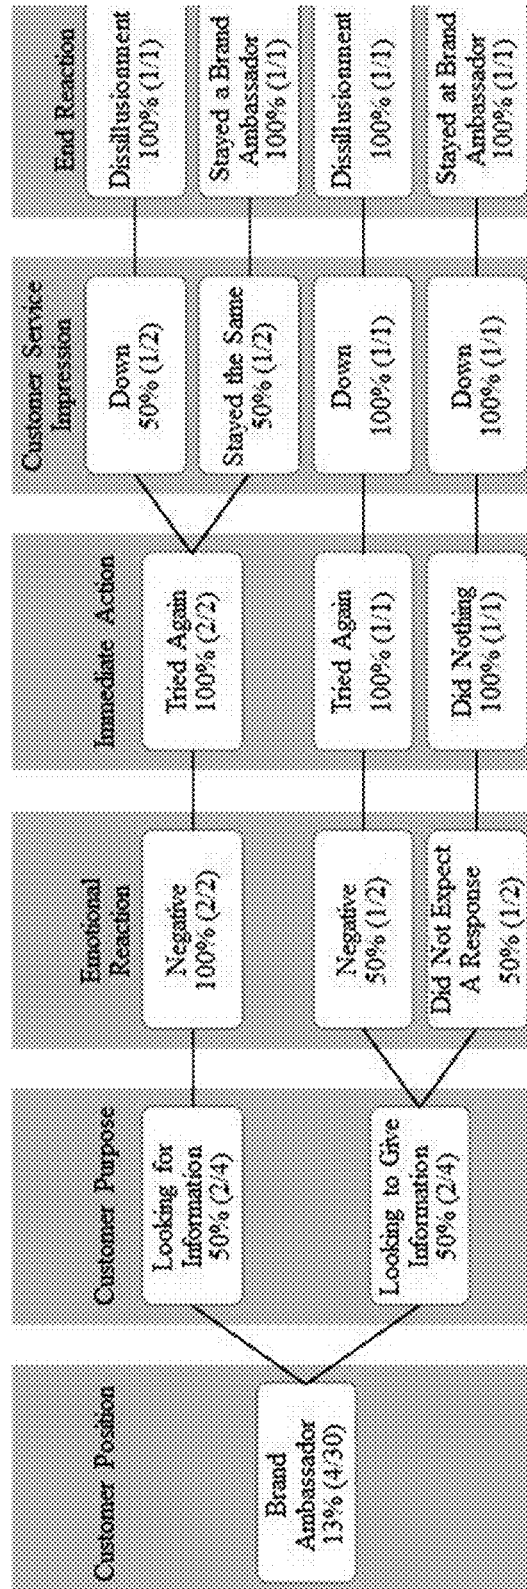 Customer Position
Brand
Ambassador
13% (4/30)
Customer Purpose
Looking for
Information
50% (2/4)
Looking to Give
Information
50% (2/4)
Emotional
Reaction
Negative
100% (2/2)
Negative
50% (1/2)
Did Not Expect
A Response
50% (1/2)
Immediate Action
Tried Again
100% (2/2)
Tried Again
100% (1/1)
Did Nothing
100% (1/1)
Customer Service
Impression
Down
50% (1/2)
Stayed the Same
50% (1/2)
Down
100% (1/1)
Down
100% (1/1)
End Reaction
Dissillusionment
100% (1/1)
Stayed a Brand
Ambassador
100% (1/1)
Dissillusionment
100% (1/1)
Stayed at Brand
Ambassador
100% (1/1)